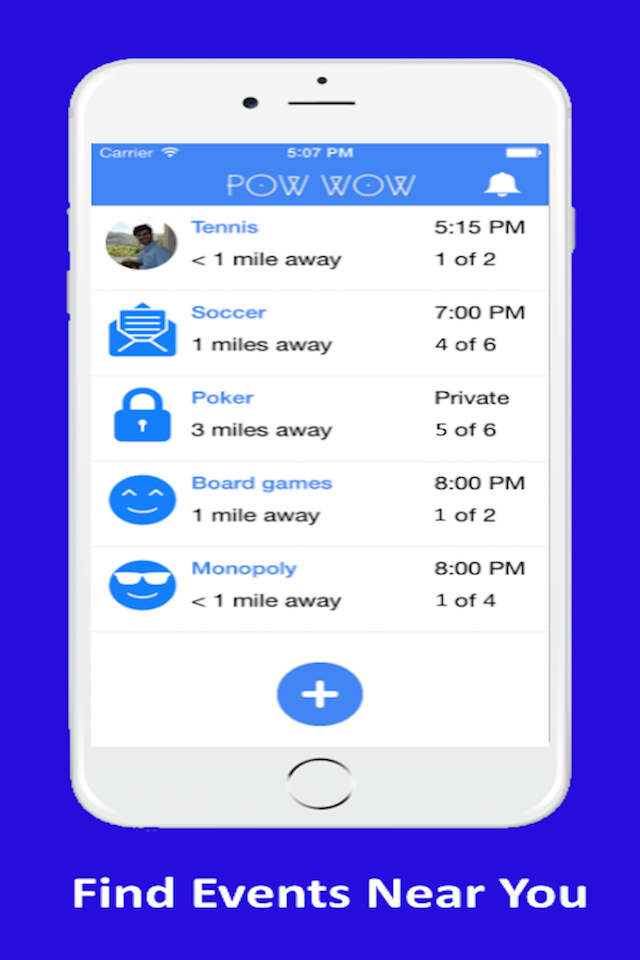 Carrier 5:07 PM
POW WOW
Tennis 5:15 PM
< 1 mile away 1 of 2
Soccer 7:00 PM
1 miles away 4 of 6
Poker Private
3 miles away 5 of 6
Board games 8:00 PM
1 mile away 1 of 2
Monopoly 8:00 PM
< 1 mile away 1 of 4
Find Events Near You